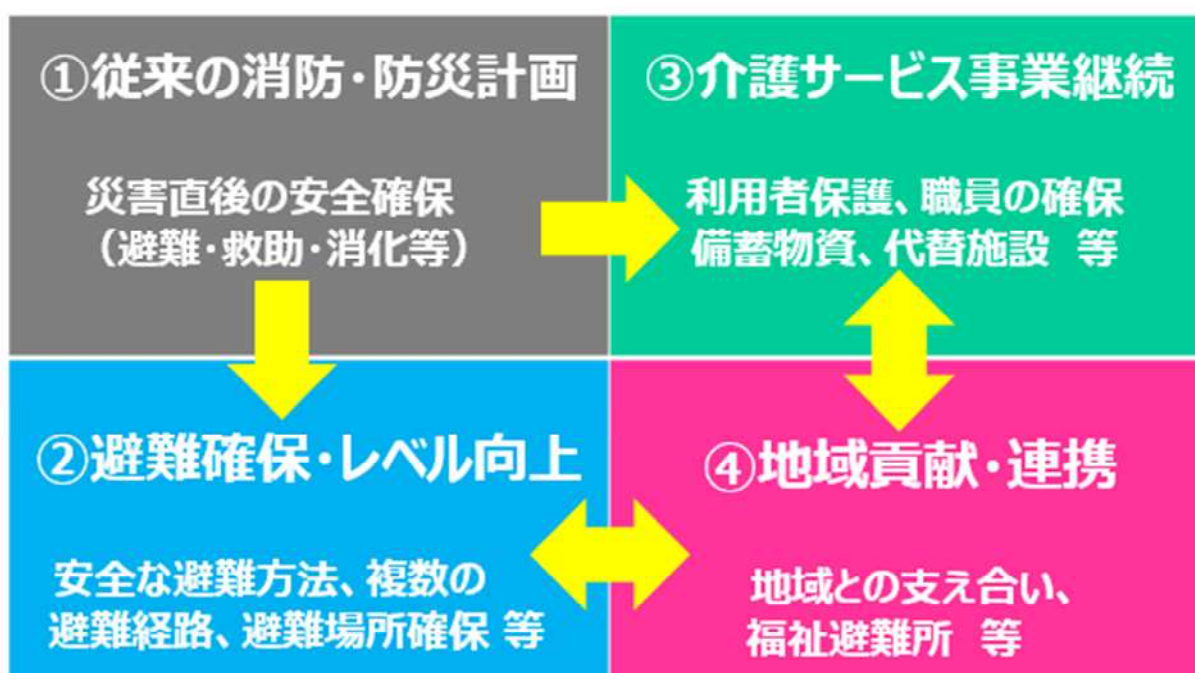 ①従来の消防・防災計画
災害直後の安全確保
（避難・救助・消化等）
②避難確保・レベル向上
安全な避難方法、複数の
避難経路、避難場所確保 等
③介護サービス事業継続
利用者保護、職員の確保
備蓄物資、代替施設 等
④地域貢献・連携
地域との支え合い、
福祉避難所 等